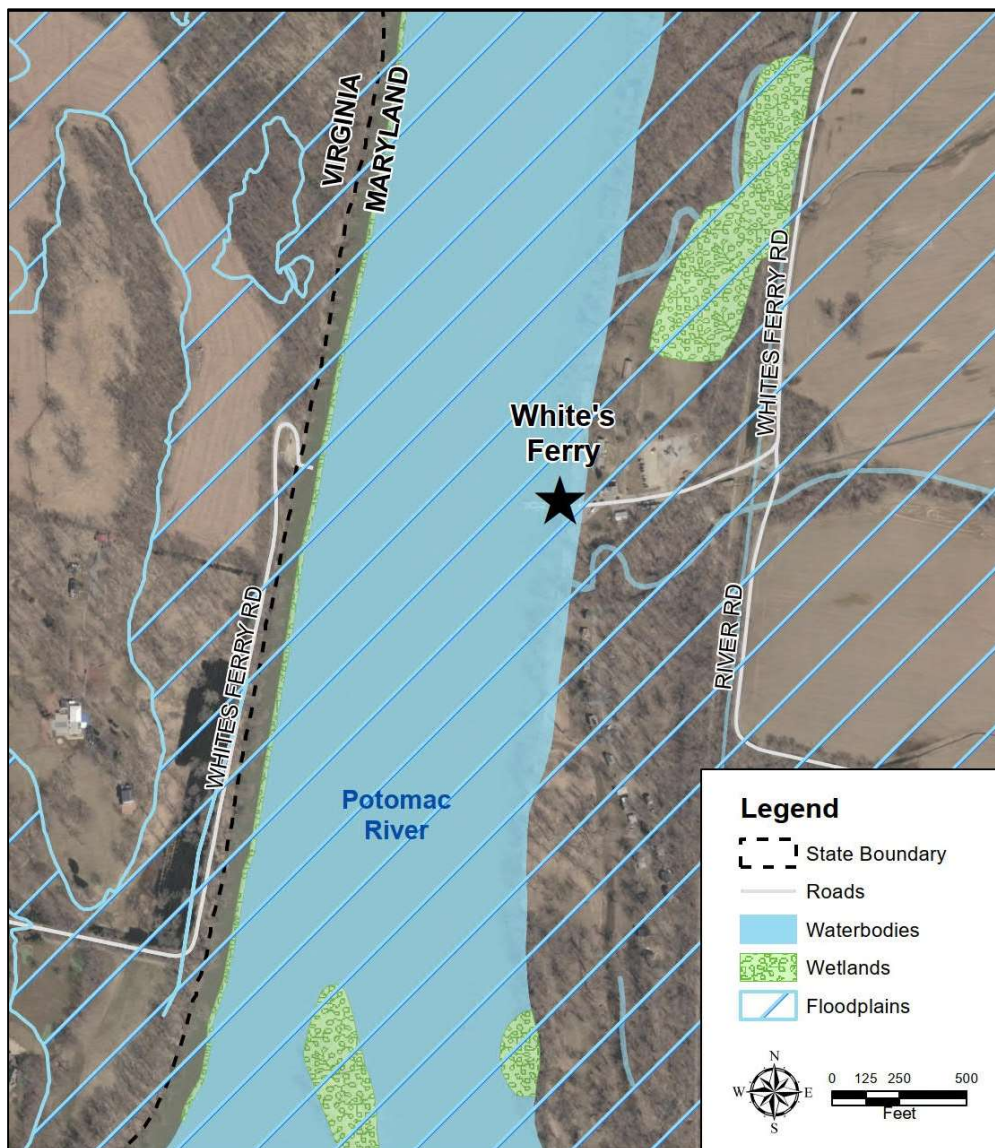 VIRGINIA
MARYLAND
WHITES FERRY RD
White's
Ferry
WHITES FERRY RD
RIVER RD
Potomac
River
Legend
State Boundary
Roads
Waterbodies
Wetlands
Floodplains
N
W
E
S
0 125 250 500
Feet